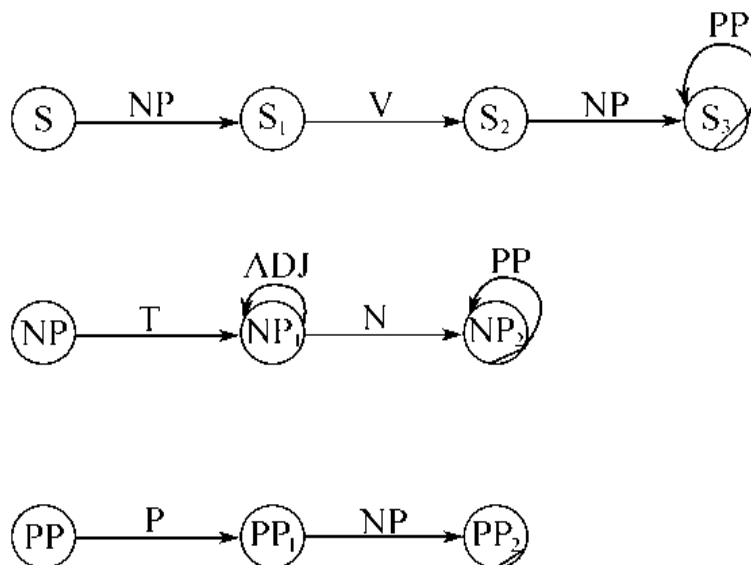 PP
S NP S₁ V S₂ NP S₃
ADJ PP
NP T NP₁ N NP₂
PP P PP₁ NP PP₂